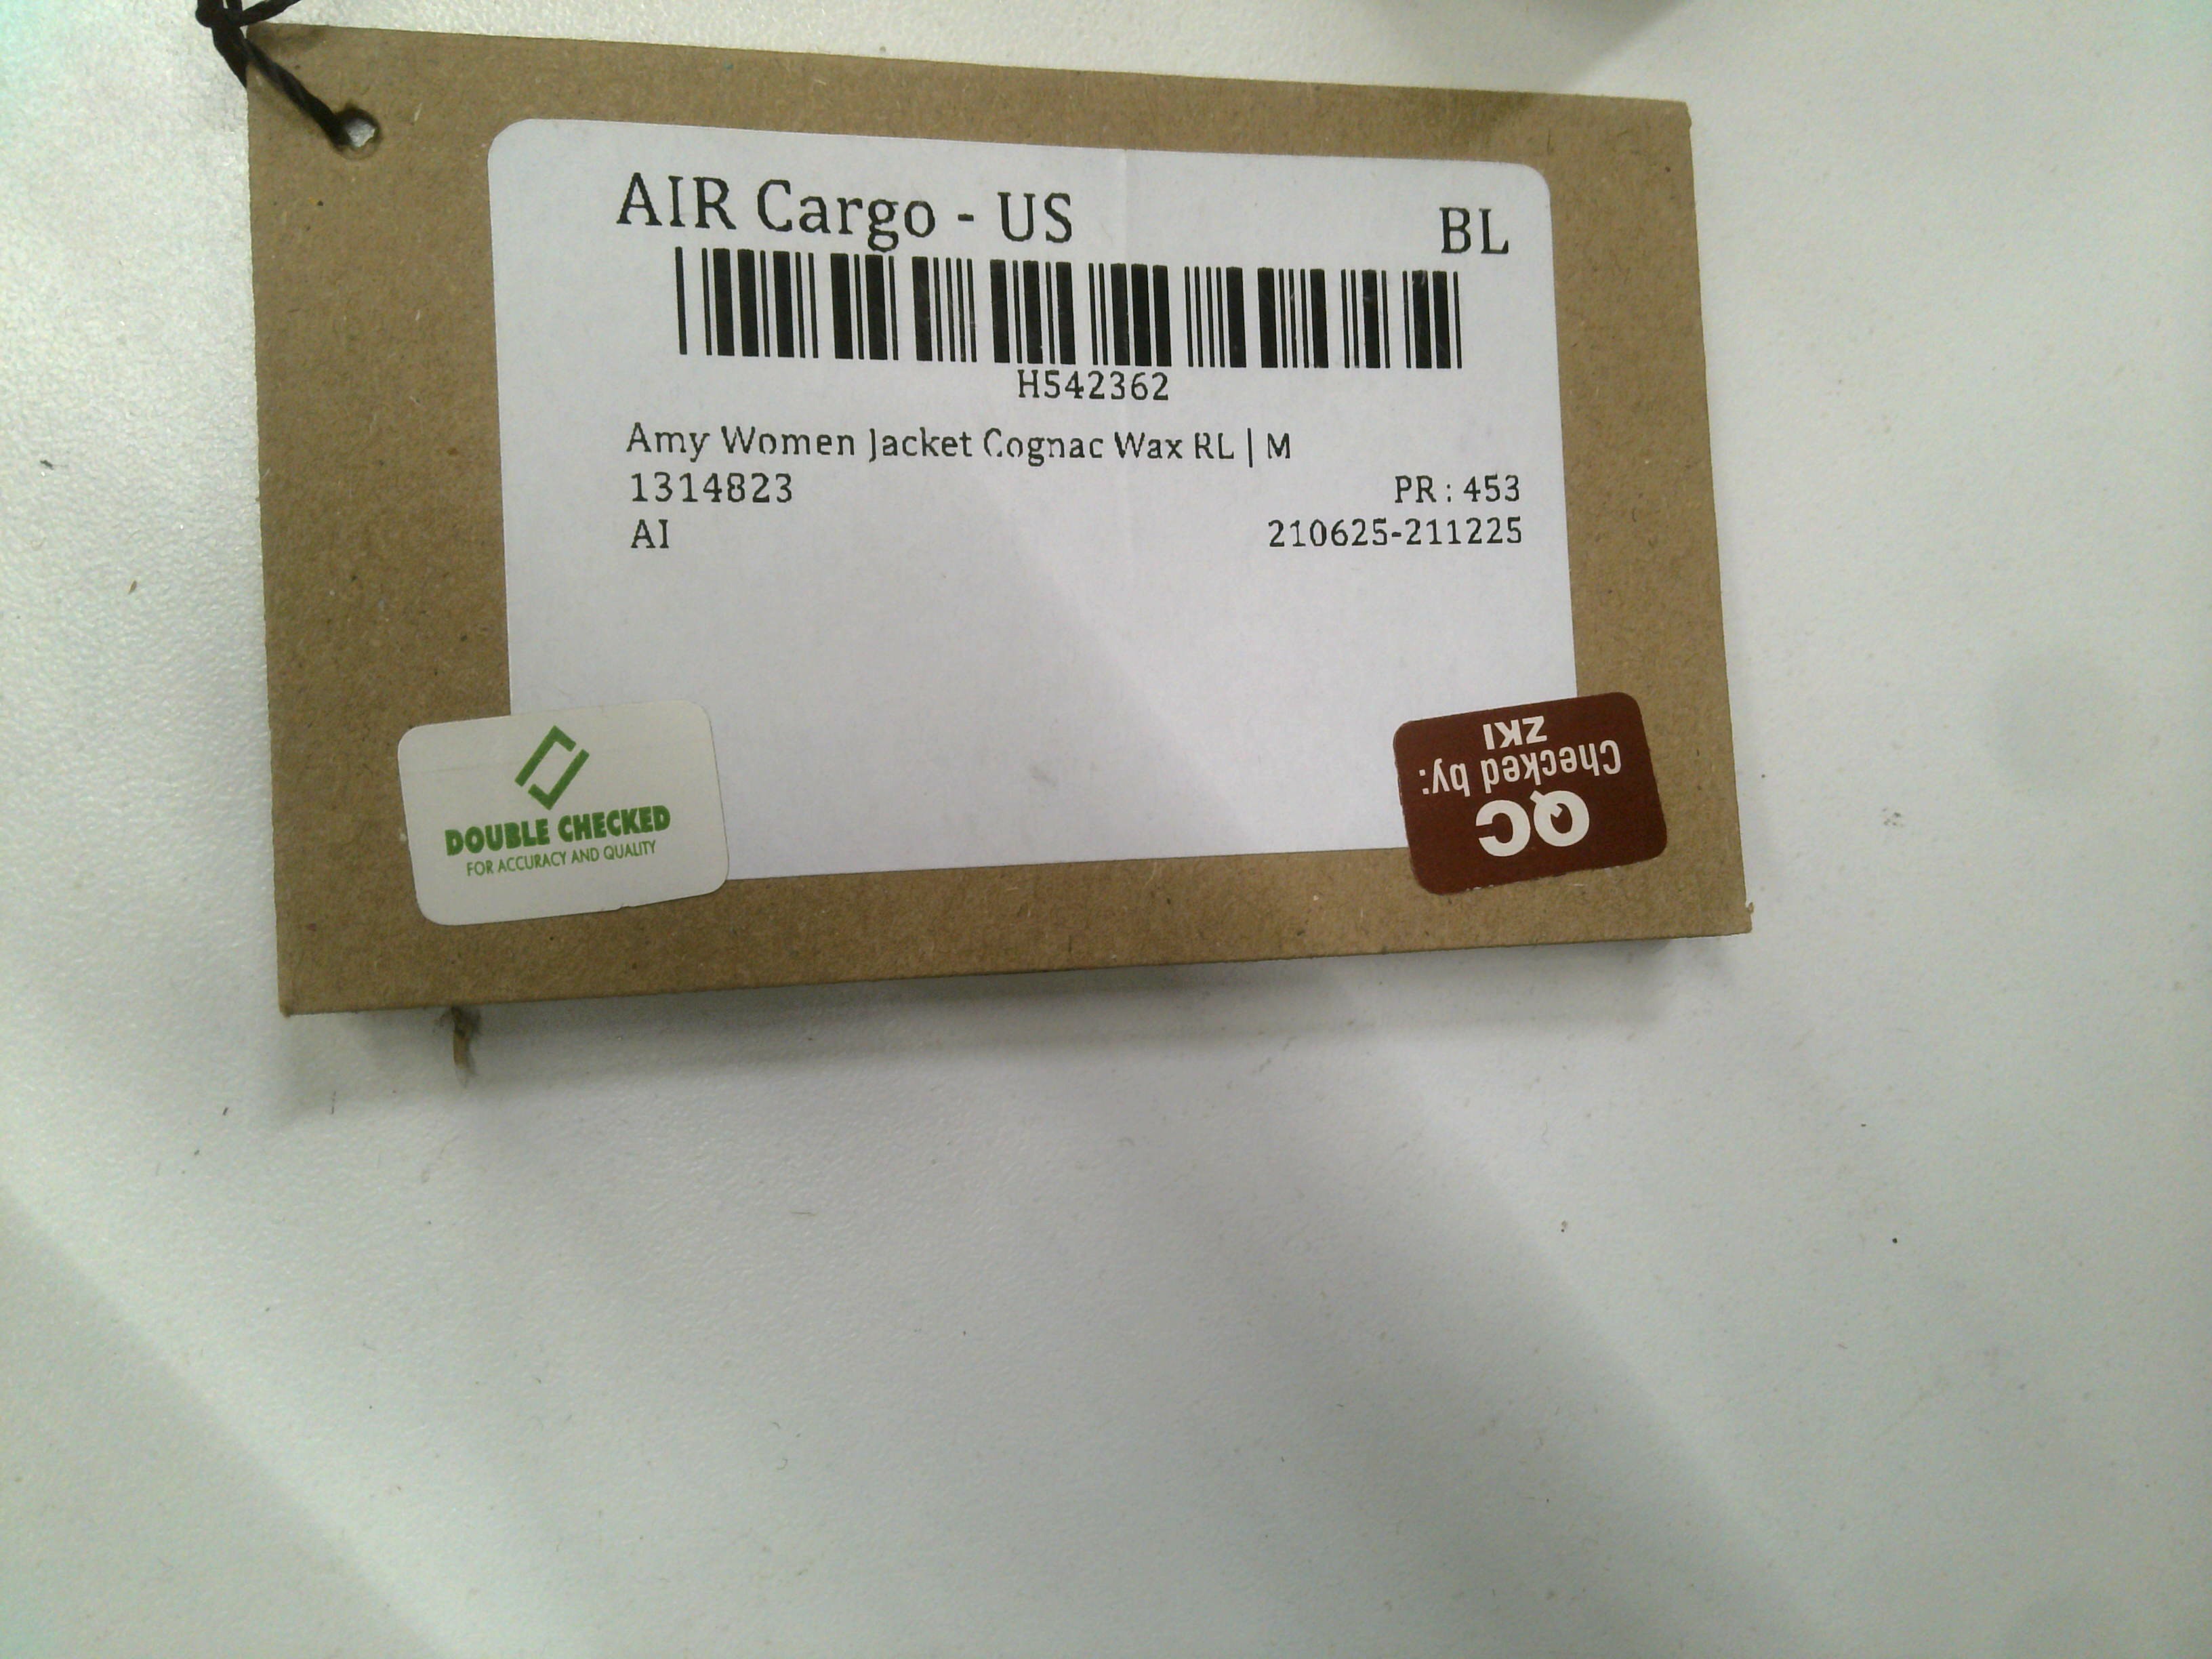 AIR Cargo - US BL
H542362
Amy Women Jacket Cognac Wax RL | M
1314823 PR : 453
AI 210625-211225
DOUBLE CHECKED
FOR ACCURACY AND QUALITY
QC
Checked by:
ZKI